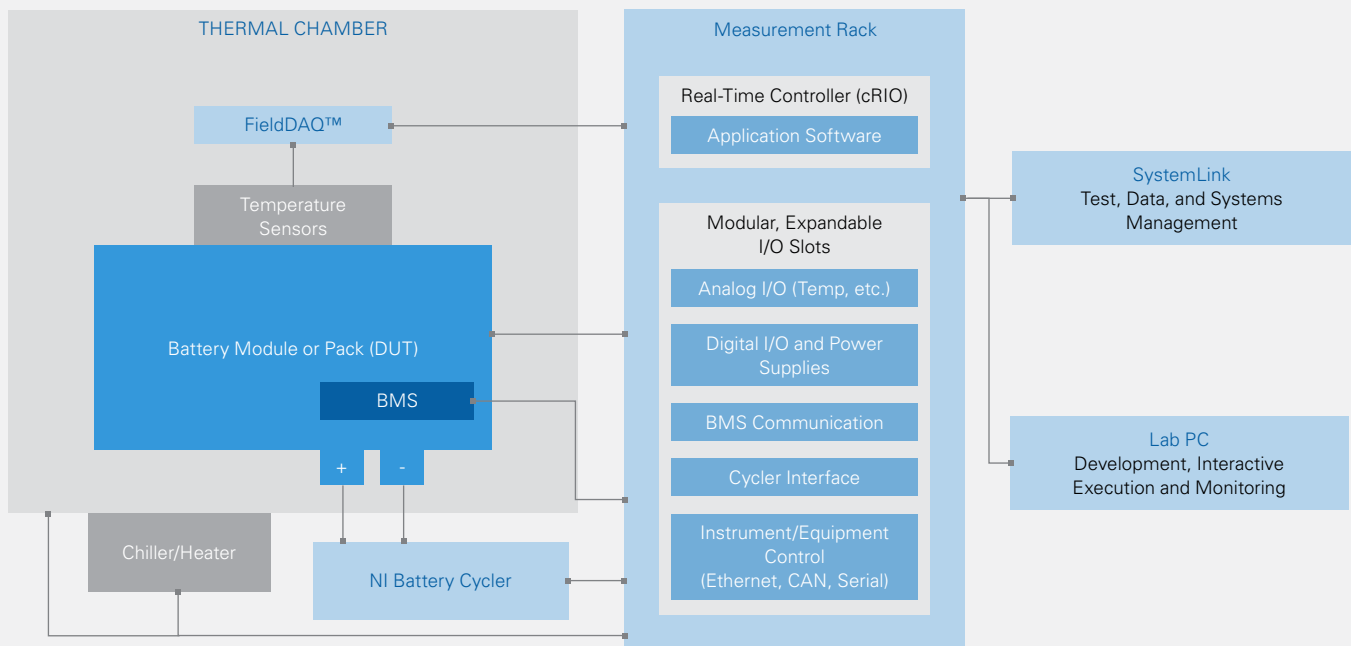 THERMAL CHAMBER
FieldDAQ™
Temperature
Sensors
Battery Module or Pack (DUT)
BMS
+
-
Chiller/Heater
NI Battery Cycler
Measurement Rack
Real-Time Controller (cRIO)
Application Software
Modular, Expandable
I/O Slots
Analog I/O (Temp, etc.)
Digital I/O and Power
Supplies
BMS Communication
Cycler Interface
Instrument/Equipment
Control
(Ethernet, CAN, Serial)
SystemLink
Test, Data, and Systems
Management
Lab PC
Development, Interactive
Execution and Monitoring